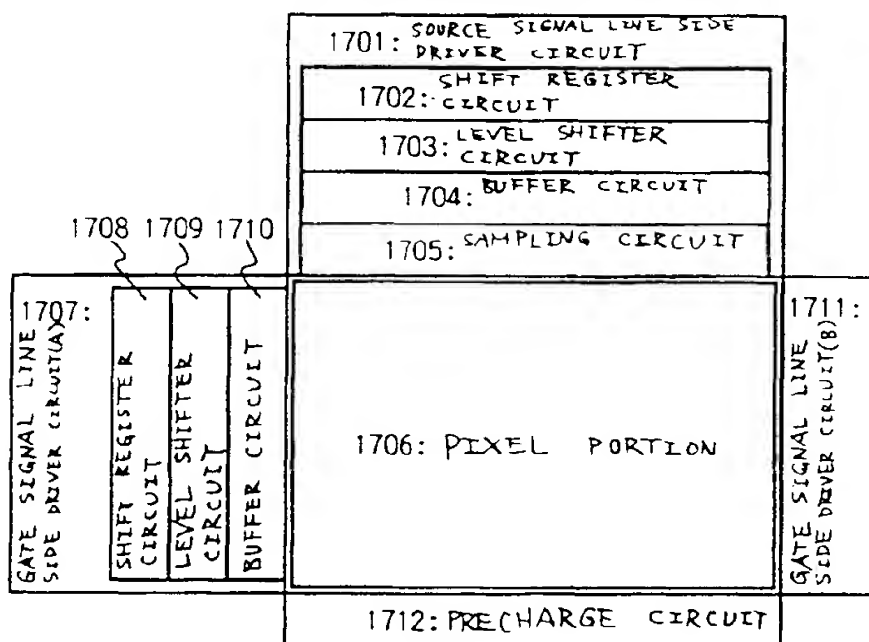 1701: SOURCE SIGNAL LINE SIDE
DRIVER CIRCUIT
1702: SHIFT REGISTER
CIRCUIT
1703: LEVEL SHIFTER
CIRCUIT
1704: BUFFER CIRCUIT
1705: SAMPLING CIRCUIT
1708 1709 1710
1707:
GATE SIGNAL LINE
SIDE DRIVER CIRCUIT(A)
SHIFT REGISTER
CIRCUIT
LEVEL SHIFTER
CIRCUIT
BUFFER CIRCUIT
1706: PIXEL PORTION
1711:
GATE SIGNAL LINE
SIDE DRIVER CIRCUIT(B)
1712: PRECHARGE CIRCUIT